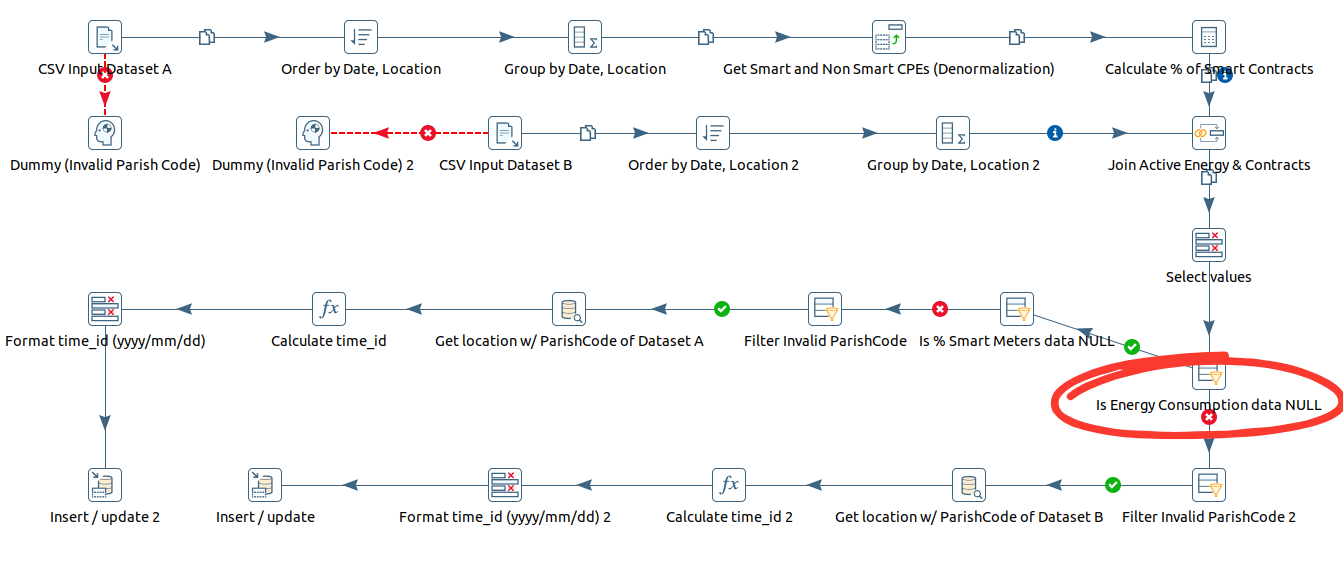 CSV Input Dataset A
Order by Date, Location
Group by Date, Location
Get Smart and Non Smart CPEs (Denormalization)
Calculate % of Smart Contracts
Dummy (Invalid Parish Code)
Dummy (Invalid Parish Code) 2
CSV Input Dataset B
Order by Date, Location 2
Group by Date, Location 2
Join Active Energy & Contracts
Select values
Format time_id (yyyy/mm/dd)
Calculate time_id
Get location w/ ParishCode of Dataset A
Filter Invalid ParishCode
Is % Smart Meters data NULL
Is Energy Consumption data NULL
Insert / update 2
Insert / update
Format time_id (yyyy/mm/dd) 2
Calculate time_id 2
Get location w/ ParishCode of Dataset B
Filter Invalid ParishCode 2